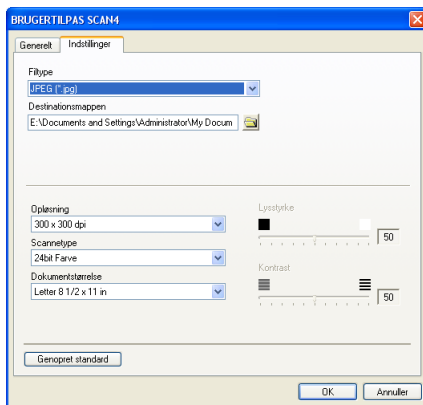 BRUGERTILPAS SCAN4
Generelt
Indstillinger
Filtype
JPEG (*.jpg)
Destinationsmappen
E:\Documents and Settings\Administrator\My Docum
Opløsning
300 x 300 dpi
Scannetype
24bit Farve
Dokumentstørrelse
Letter 8 1/2 x 11 in
Lysstyrke
50
Kontrast
50
Genopret standard
OK
Annuller